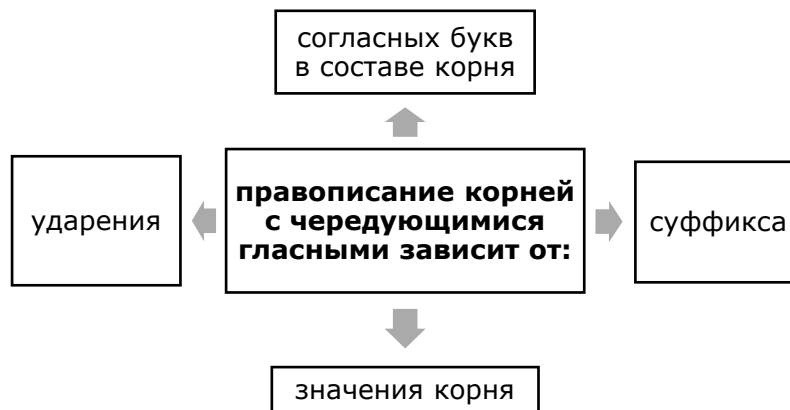 согласных букв
в составе корня
ударения
правописание корней
с чередующимися
гласными зависит от:
суффикса
значения корня